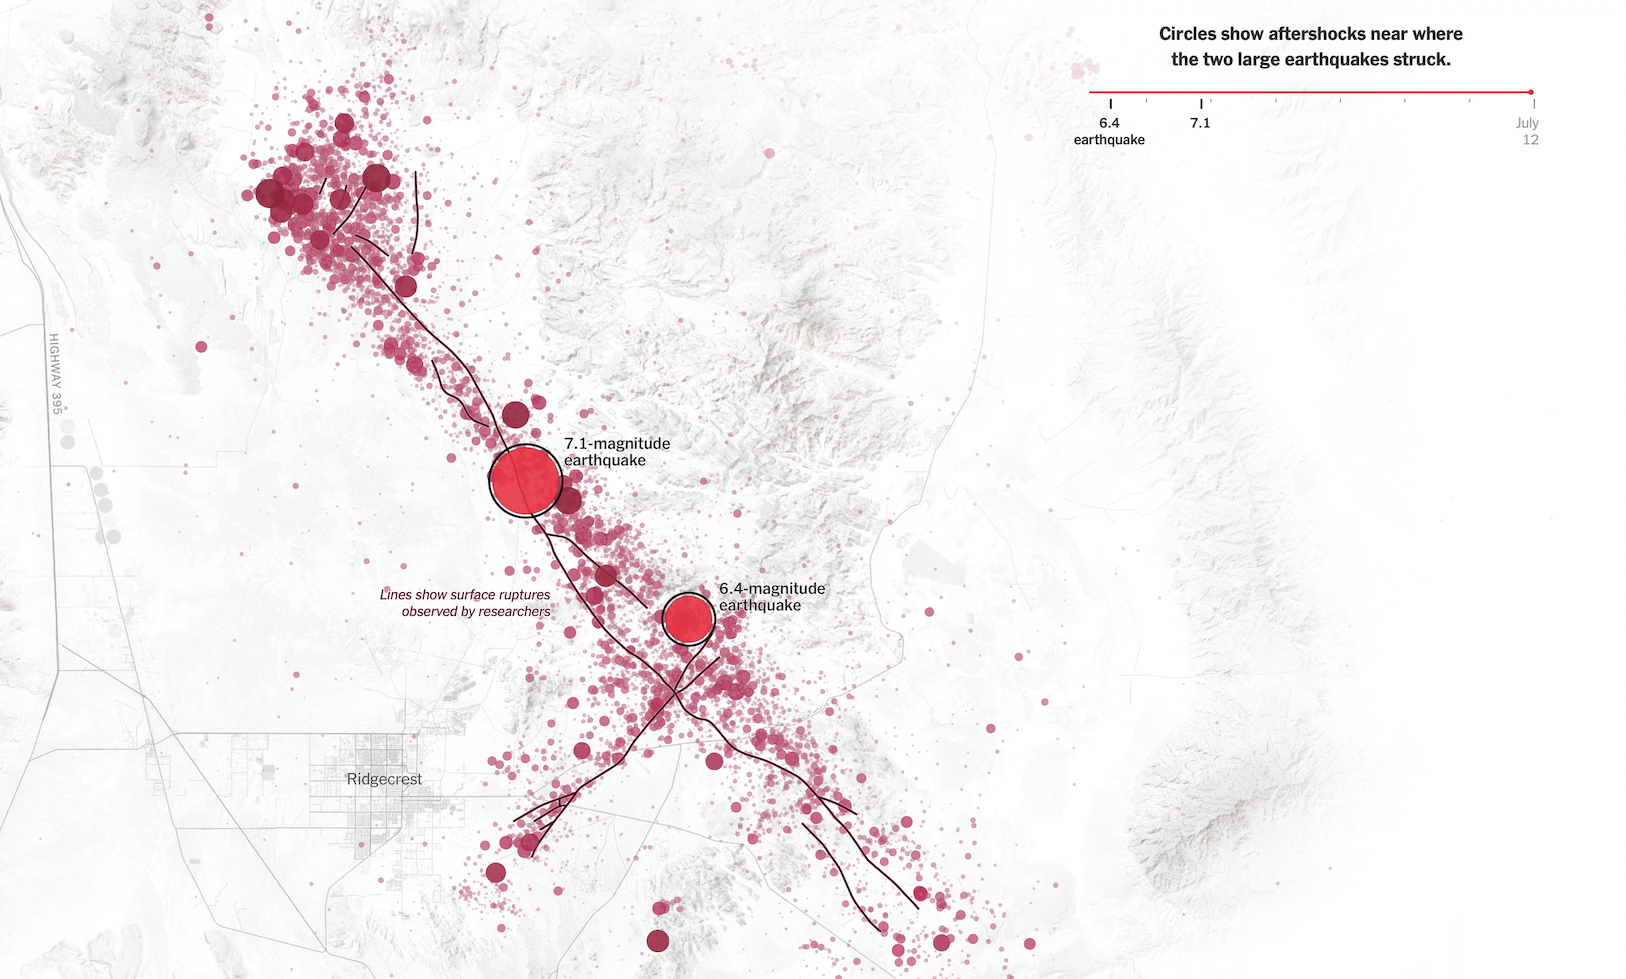 Circles show aftershocks near where
the two large earthquakes struck.
6.4
earthquake
7.1
July
12
HIGHWAY 395
7.1-magnitude
earthquake
Lines show surface ruptures
observed by researchers
6.4-magnitude
earthquake
Ridgecrest